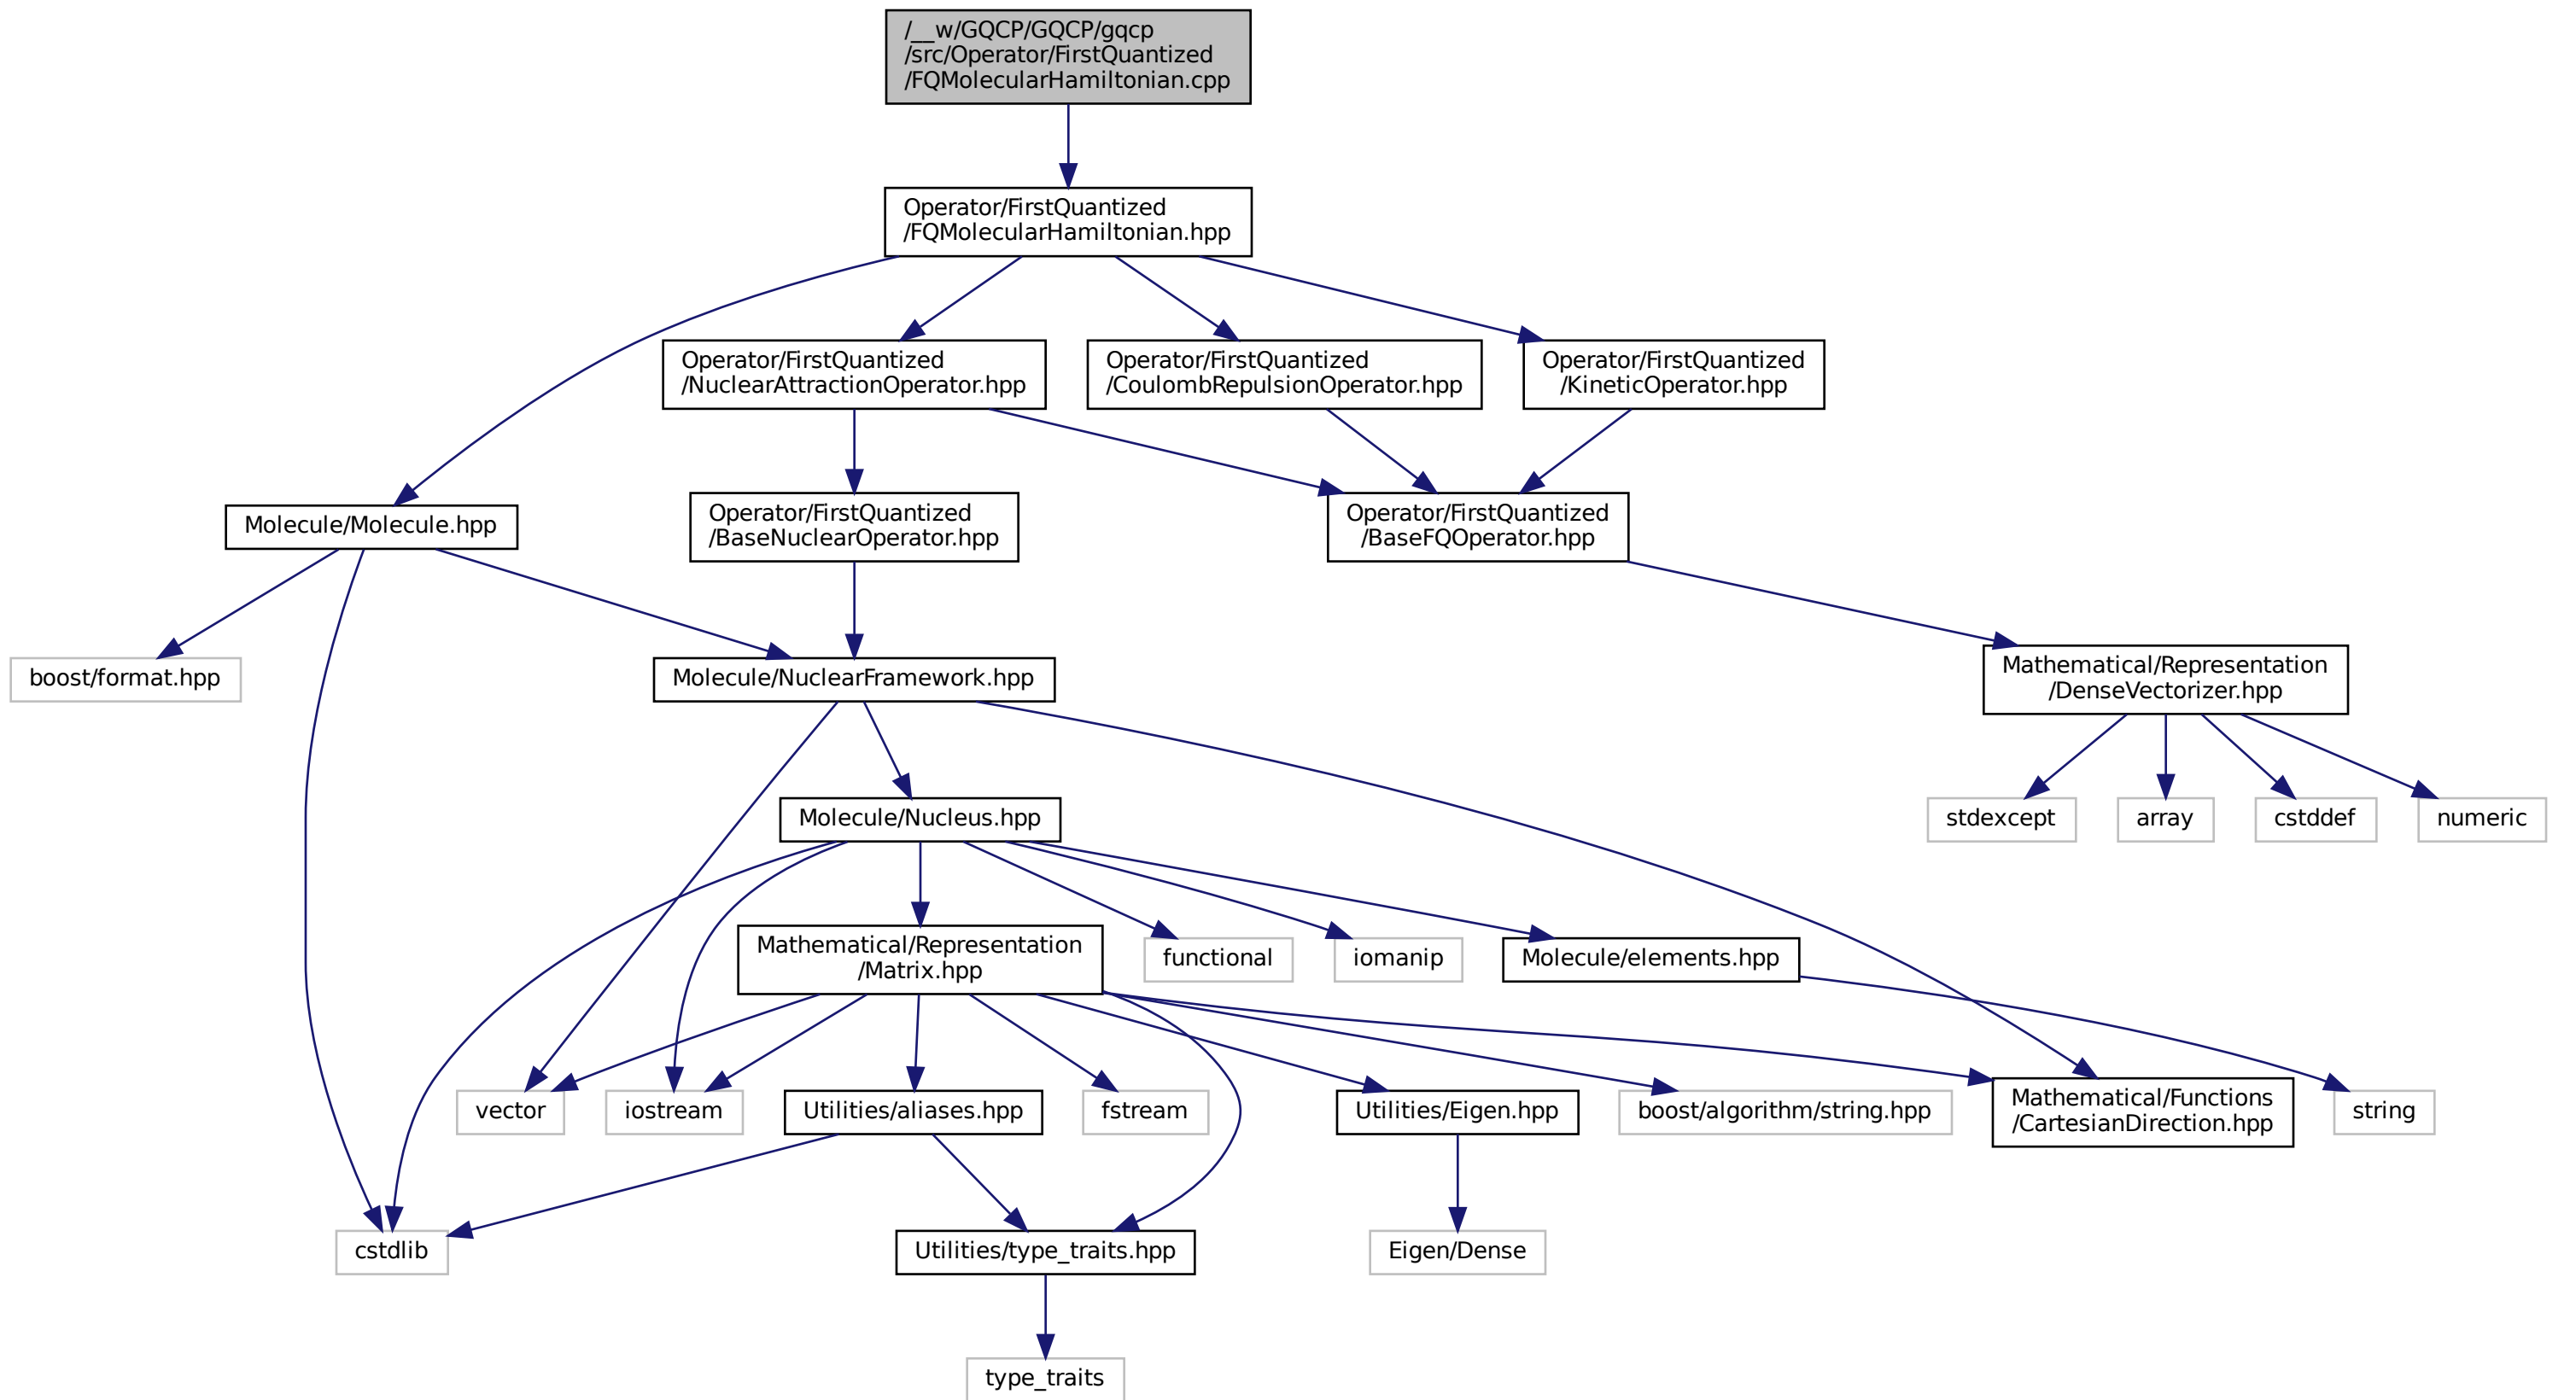 /__w/GQCP/GQCP/gqcp
/src/Operator/FirstQuantized
/FQMolecularHamiltonian.cpp
Operator/FirstQuantized
/FQMolecularHamiltonian.hpp
Operator/FirstQuantized
/NuclearAttractionOperator.hpp
Operator/FirstQuantized
/CoulombRepulsionOperator.hpp
Operator/FirstQuantized
/KineticOperator.hpp
Molecule/Molecule.hpp
Operator/FirstQuantized
/BaseNuclearOperator.hpp
Operator/FirstQuantized
/BaseFQOperator.hpp
boost/format.hpp
Molecule/NuclearFramework.hpp
Mathematical/Representation
/DenseVectorizer.hpp
Molecule/Nucleus.hpp
stdexcept
array
cstddef
numeric
Mathematical/Representation
/Matrix.hpp
functional
iomanip
Molecule/elements.hpp
vector
iostream
Utilities/aliases.hpp
fstream
Utilities/Eigen.hpp
boost/algorithm/string.hpp
Mathematical/Functions
/CartesianDirection.hpp
string
cstdlib
Utilities/type_traits.hpp
Eigen/Dense
type_traits